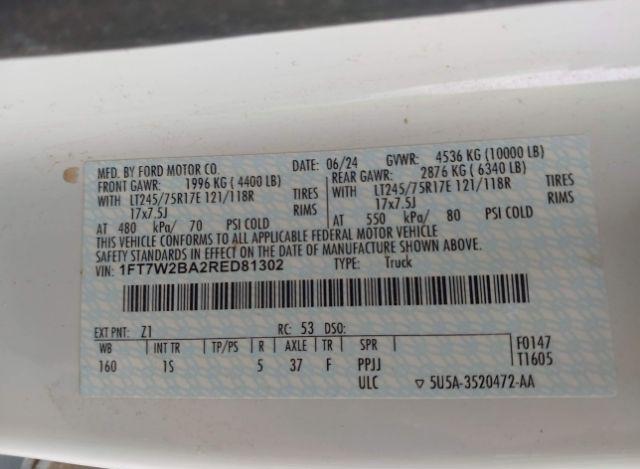 MFD. BY FORD MOTOR CO. DATE: 06/24 GVWR: 4536 KG (10000 LB)
FRONT GAWR: 1996 KG ( 4400 LB) REAR GAWR: 2876 KG ( 6340 LB)
WITH LT245/75R17E 121/118R TIRES WITH LT245/75R17E 121/118R TIRES
17x7.5J RIMS 17x7.5J RIMS
AT 480 kPa/ 70 PSI COLD AT 550 kPa/ 80 PSI COLD
THIS VEHICLE CONFORMS TO ALL APPLICABLE FEDERAL MOTOR VEHICLE
SAFETY STANDARDS IN EFFECT ON THE DATE OF MANUFACTURE SHOWN ABOVE.
VIN: 1FT7W2BA2RED81302 TYPE: Truck
EXT PNT: Z1 RC: 53 DSO:
WB INT TR TP/PS R AXLE TR SPR F0147
160 1S 5 37 F PPJJ T1605
ULC ▽ 5U5A-3520472-AA